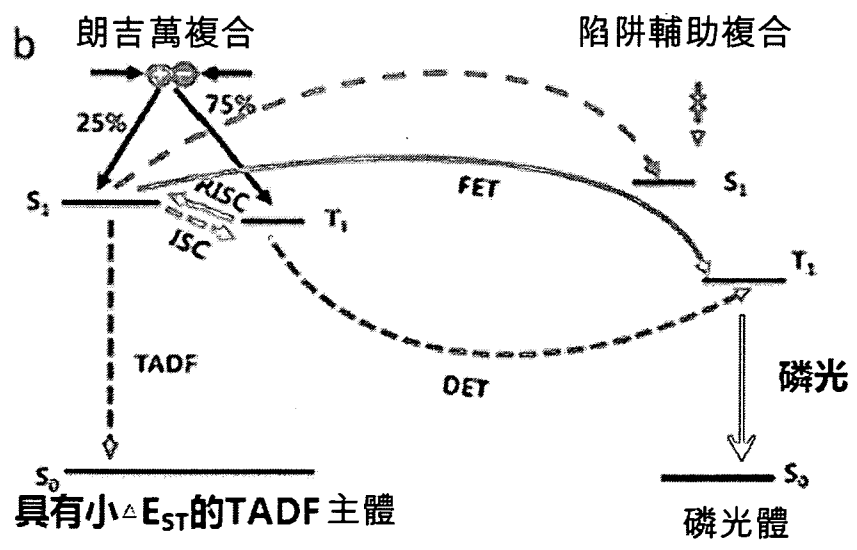 b
朗吉萬複合
陷阱輔助複合
25%
75%
S₁
RISC
ISC
T₁
FET
S₁
T₁
TADF
DET
磷光
S₀
S₀
具有小△E_ST的TADF 主體
磷光體